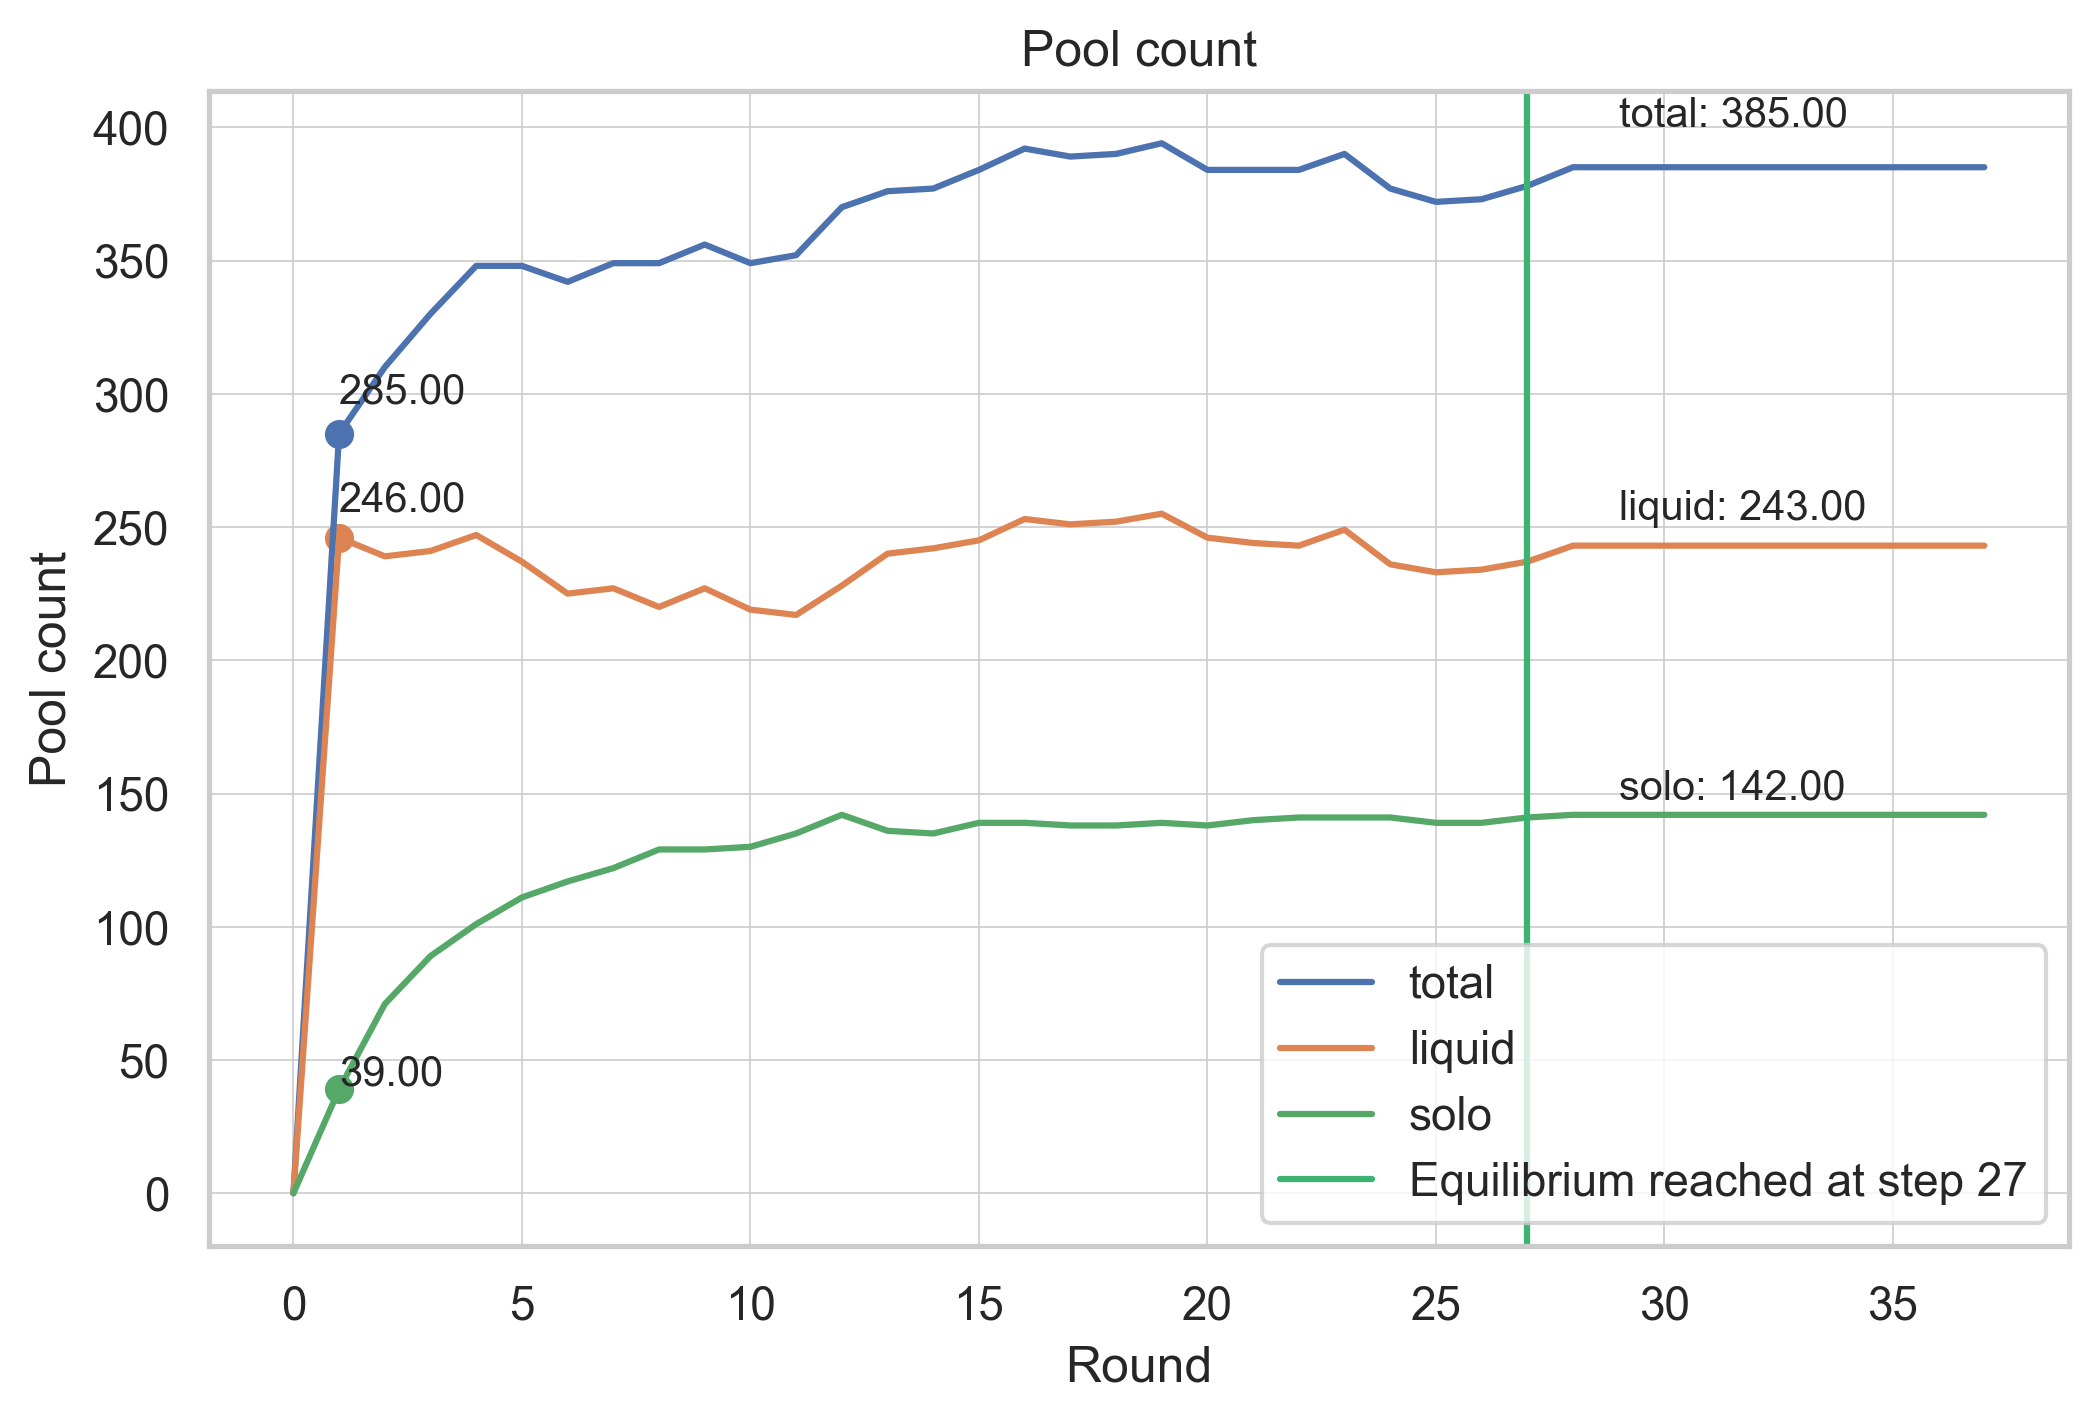 Pool count
400
350
300
250
200
150
100
50
0
Pool count
total: 385.00
285.00
246.00
liquid: 243.00
solo: 142.00
39.00
total
liquid
solo
Equilibrium reached at step 27
0 5 10 15 20 25 30 35
Round